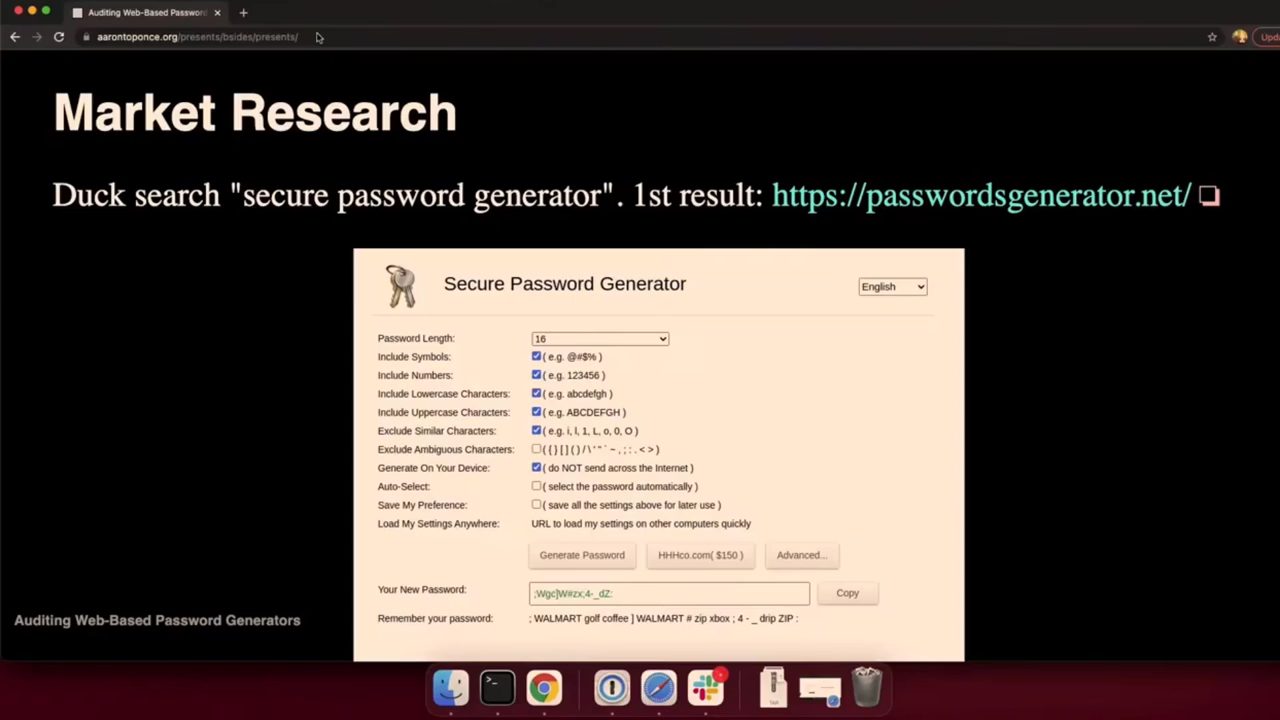 Auditing Web-Based Password
aarontoponce.org/presents/bsides/presents/
Upda
Market Research
Duck search "secure password generator". 1st result: https://passwordsgenerator.net/
Secure Password Generator
English
Password Length: 16
Include Symbols: ( e.g. @#$% )
Include Numbers: ( e.g. 123456 )
Include Lowercase Characters: ( e.g. abcdefgh )
Include Uppercase Characters: ( e.g. ABCDEFGH )
Exclude Similar Characters: ( e.g. i, l, 1, L, o, 0, O )
Exclude Ambiguous Characters: ( { } [ ] ( ) / \ ' " ` ~ , ; : . < > )
Generate On Your Device: ( do NOT send across the Internet )
Auto-Select: ( select the password automatically )
Save My Preference: ( save all the settings above for later use )
Load My Settings Anywhere: URL to load my settings on other computers quickly
Generate Password HHHco.com( $150 ) Advanced...
Your New Password: ;Wgc]W#zx;4-_dZ: Copy
Remember your password: ; WALMART golf coffee ] WALMART # zip xbox ; 4 - _ drip ZIP :
Auditing Web-Based Password Generators